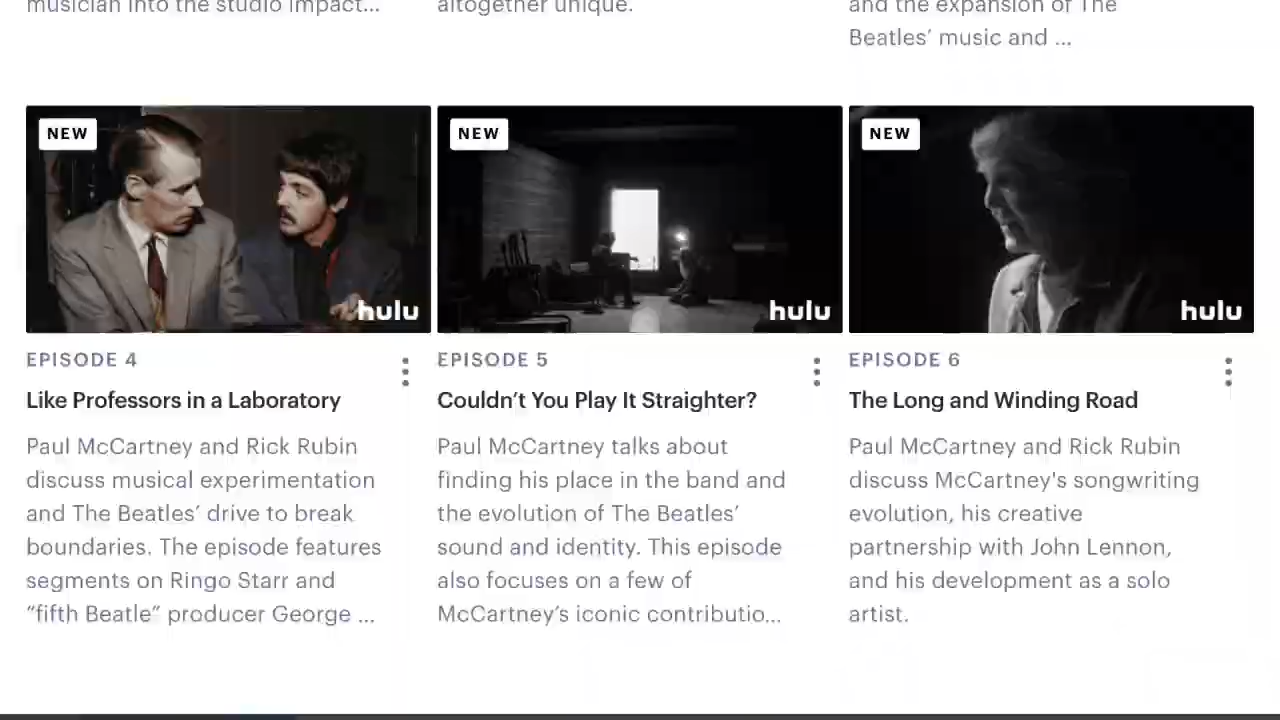 musician into the studio impact...
altogether unique.
and the expansion of The
Beatles’ music and ...
NEW
hulu
NEW
hulu
NEW
hulu
EPISODE 4
Like Professors in a Laboratory
Paul McCartney and Rick Rubin
discuss musical experimentation
and The Beatles’ drive to break
boundaries. The episode features
segments on Ringo Starr and
“fifth Beatle” producer George ...
EPISODE 5
Couldn’t You Play It Straighter?
Paul McCartney talks about
finding his place in the band and
the evolution of The Beatles’
sound and identity. This episode
also focuses on a few of
McCartney’s iconic contributio...
EPISODE 6
The Long and Winding Road
Paul McCartney and Rick Rubin
discuss McCartney's songwriting
evolution, his creative
partnership with John Lennon,
and his development as a solo
artist.